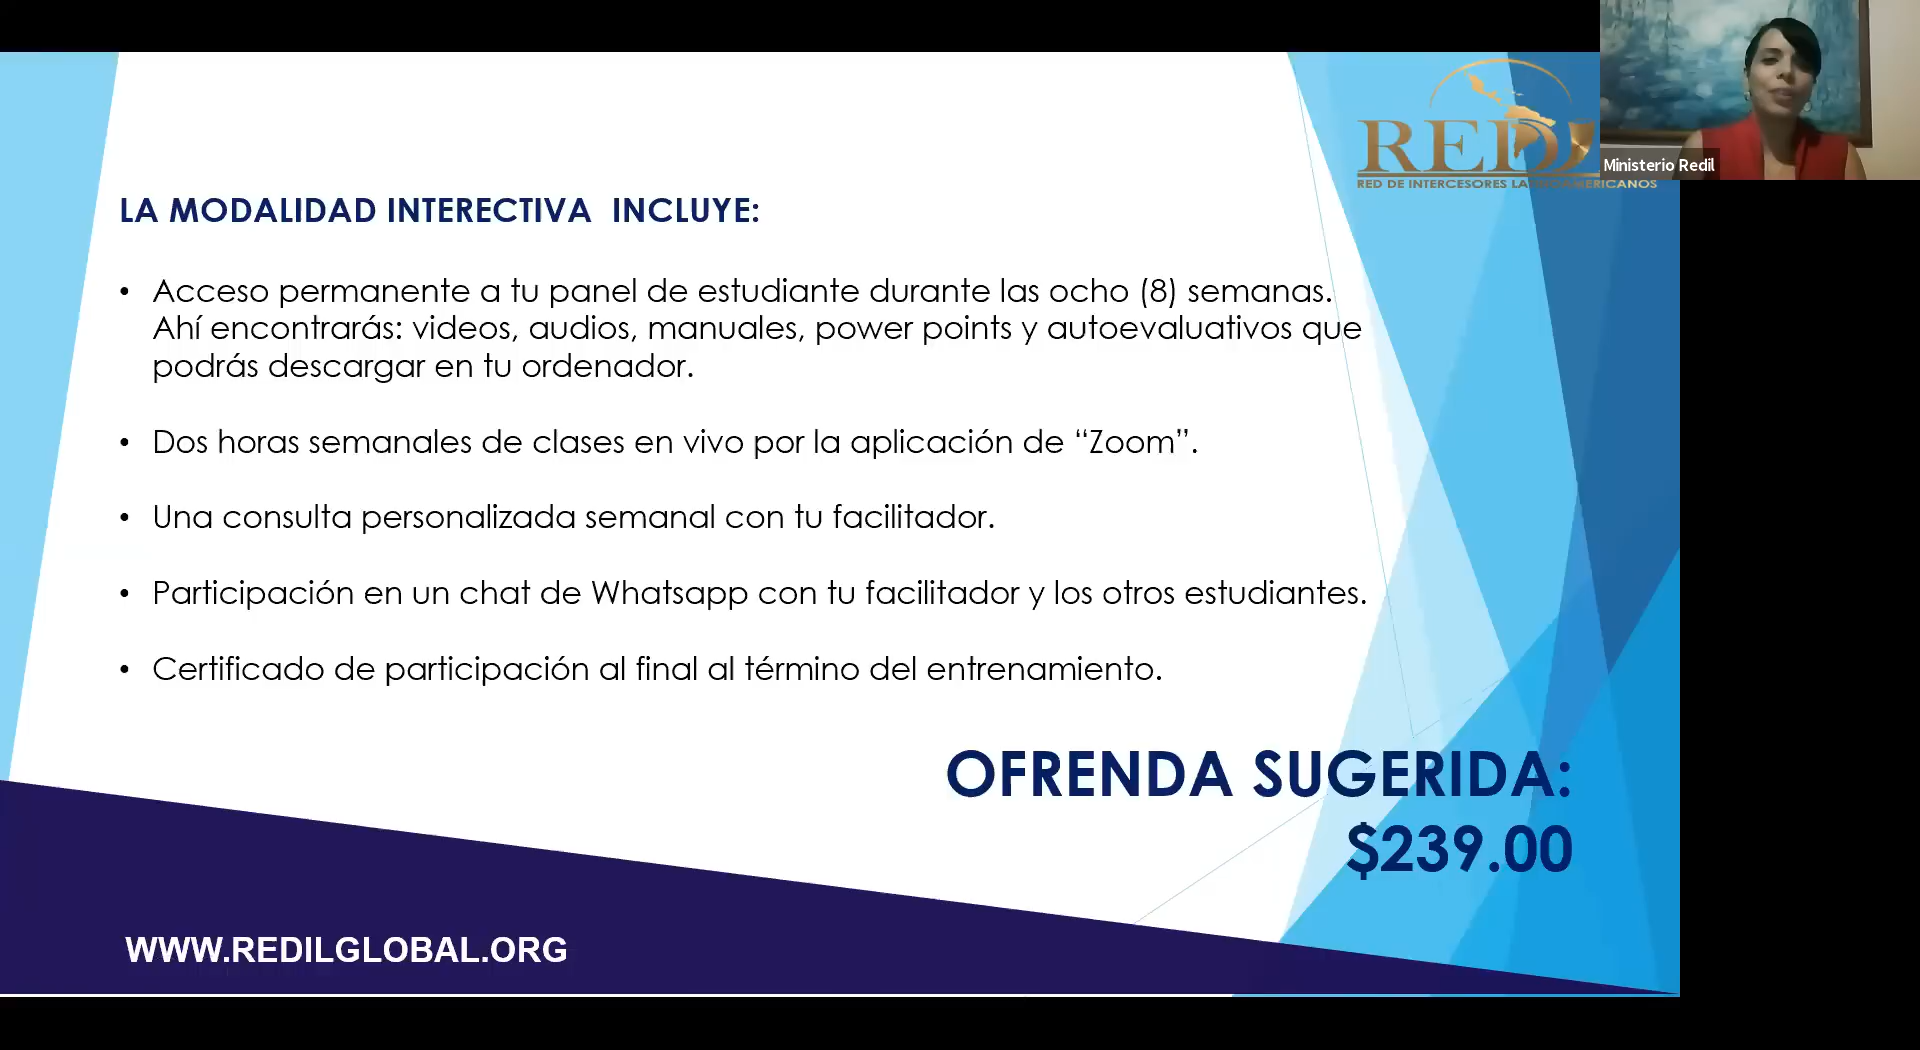 REDI
RED DE INTERCESORES LATINOAMERICANOS
Ministerio Redil
LA MODALIDAD INTERECTIVA INCLUYE:
• Acceso permanente a tu panel de estudiante durante las ocho (8) semanas.
Ahí encontrarás: videos, audios, manuales, power points y autoevaluativos que
podrás descargar en tu ordenador.
• Dos horas semanales de clases en vivo por la aplicación de “Zoom”.
• Una consulta personalizada semanal con tu facilitador.
• Participación en un chat de Whatsapp con tu facilitador y los otros estudiantes.
• Certificado de participación al final al término del entrenamiento.
OFRENDA SUGERIDA:
$239.00
WWW.REDILGLOBAL.ORG